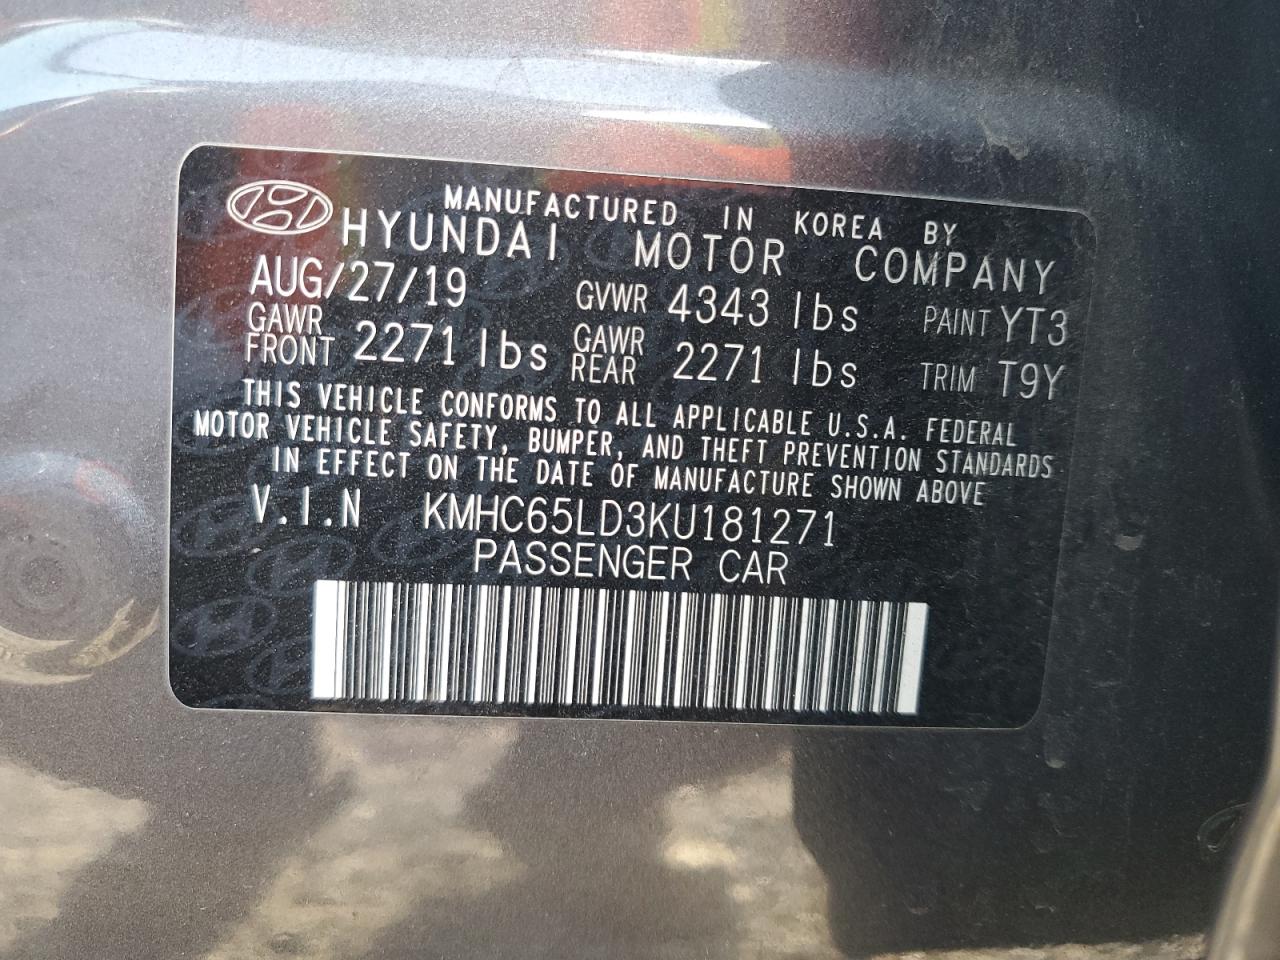 MANUFACTURED IN KOREA BY
HYUNDAI MOTOR COMPANY
AUG/27/19 GVWR 4343 lbs PAINT YT3
GAWR FRONT 2271 lbs GAWR REAR 2271 lbs TRIM T9Y
THIS VEHICLE CONFORMS TO ALL APPLICABLE U.S.A. FEDERAL
MOTOR VEHICLE SAFETY, BUMPER, AND THEFT PREVENTION STANDARDS
IN EFFECT ON THE DATE OF MANUFACTURE SHOWN ABOVE
V.I.N KMHC65LD3KU181271
PASSENGER CAR